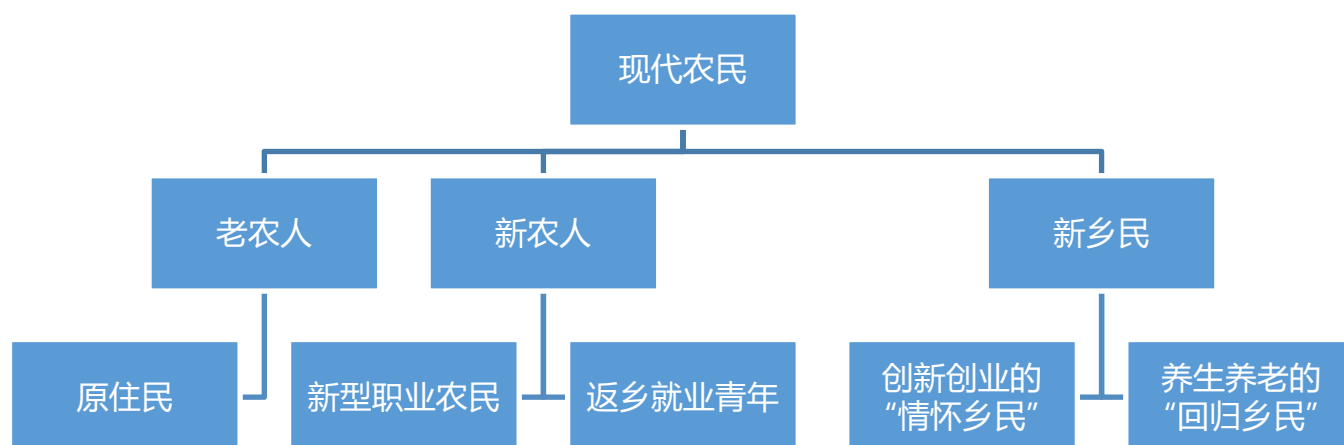 现代农民
老农人
新农人
新乡民
原住民
新型职业农民
返乡就业青年
创新创业的
“情怀乡民”
养生养老的
“回归乡民”